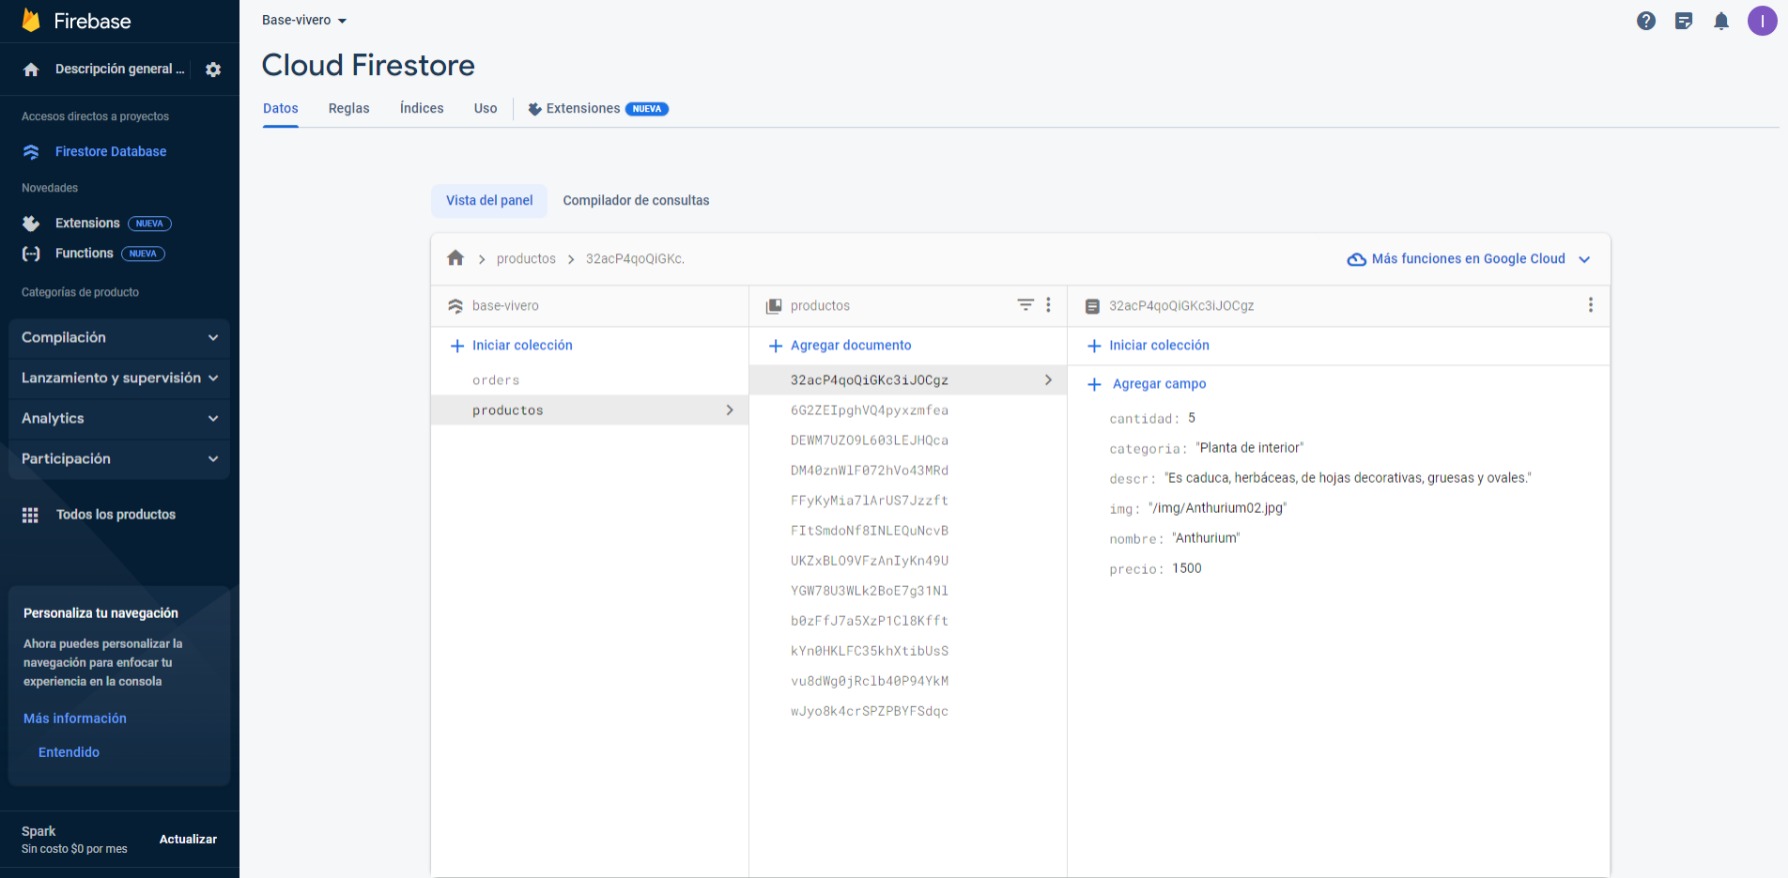 Firebase
Descripción general ...
Accesos directos a proyectos
Firestore Database
Novedades
Extensions NUEVA
Functions NUEVA
Categorías de producto
Compilación
Lanzamiento y supervisión
Analytics
Participación
Todos los productos
Personaliza tu navegación
Ahora puedes personalizar la
navegación para enfocar tu
experiencia en la consola
Más información
Entendido
Spark
Sin costo $0 por mes
Actualizar
Base-vivero
I
Cloud Firestore
Datos Reglas Índices Uso Extensiones NUEVA
Vista del panel Compilador de consultas
productos 32acP4qoQiGKc.
Más funciones en Google Cloud
base-vivero
Iniciar colección
orders
productos
productos
Agregar documento
32acP4qoQiGKc3iJOCgz
6G2ZEIpghVQ4pyxzmfea
DEWM7UZO9L603LEJHQca
DM40znWlF072hVo43MRd
FFyKyMia7lArUS7Jzzft
FItSmdoNf8INLEQuNcvB
UKZxBLO9VFzAnIyKn49U
YGW78U3WLk2BoE7g31Nl
b0zFfJ7a5XzP1Cl8Kfft
kYn0HKLFC35khXtibUsS
vu8dWg0jRclb40P94YkM
wJyo8k4crSPZPBYFSdqc
32acP4qoQiGKc3iJOCgz
Iniciar colección
Agregar campo
cantidad: 5
categoria: "Planta de interior"
descr: "Es caduca, herbáceas, de hojas decorativas, gruesas y ovales."
img: "/img/Anthurium02.jpg"
nombre: "Anthurium"
precio: 1500